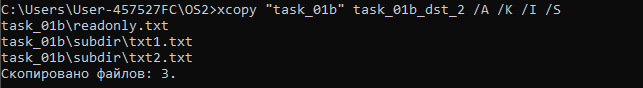 C:\Users\User-457527FC\OS2>xcopy "task_01b" task_01b_dst_2 /A /K /I /S
task_01b\readonly.txt
task_01b\subdir\txt1.txt
task_01b\subdir\txt2.txt
Скопировано файлов: 3.